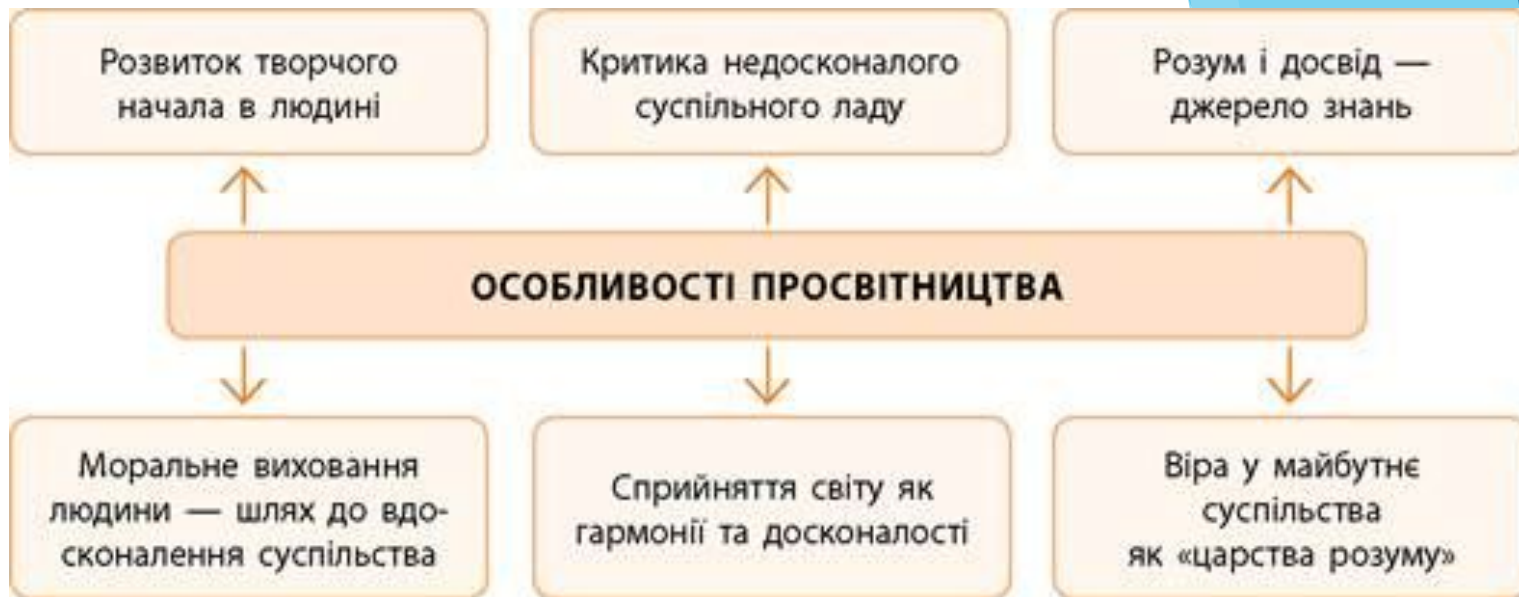 Розвиток творчого
начала в людині
Критика недосконалого
суспільного ладу
Розум і досвід —
джерело знань
ОСОБЛИВОСТІ ПРОСВІТНИЦТВА
Моральне виховання
людини — шлях до вдо-
сконалення суспільства
Сприйняття світу як
гармонії та досконалості
Віра у майбутнє
суспільства
як «царства розуму»